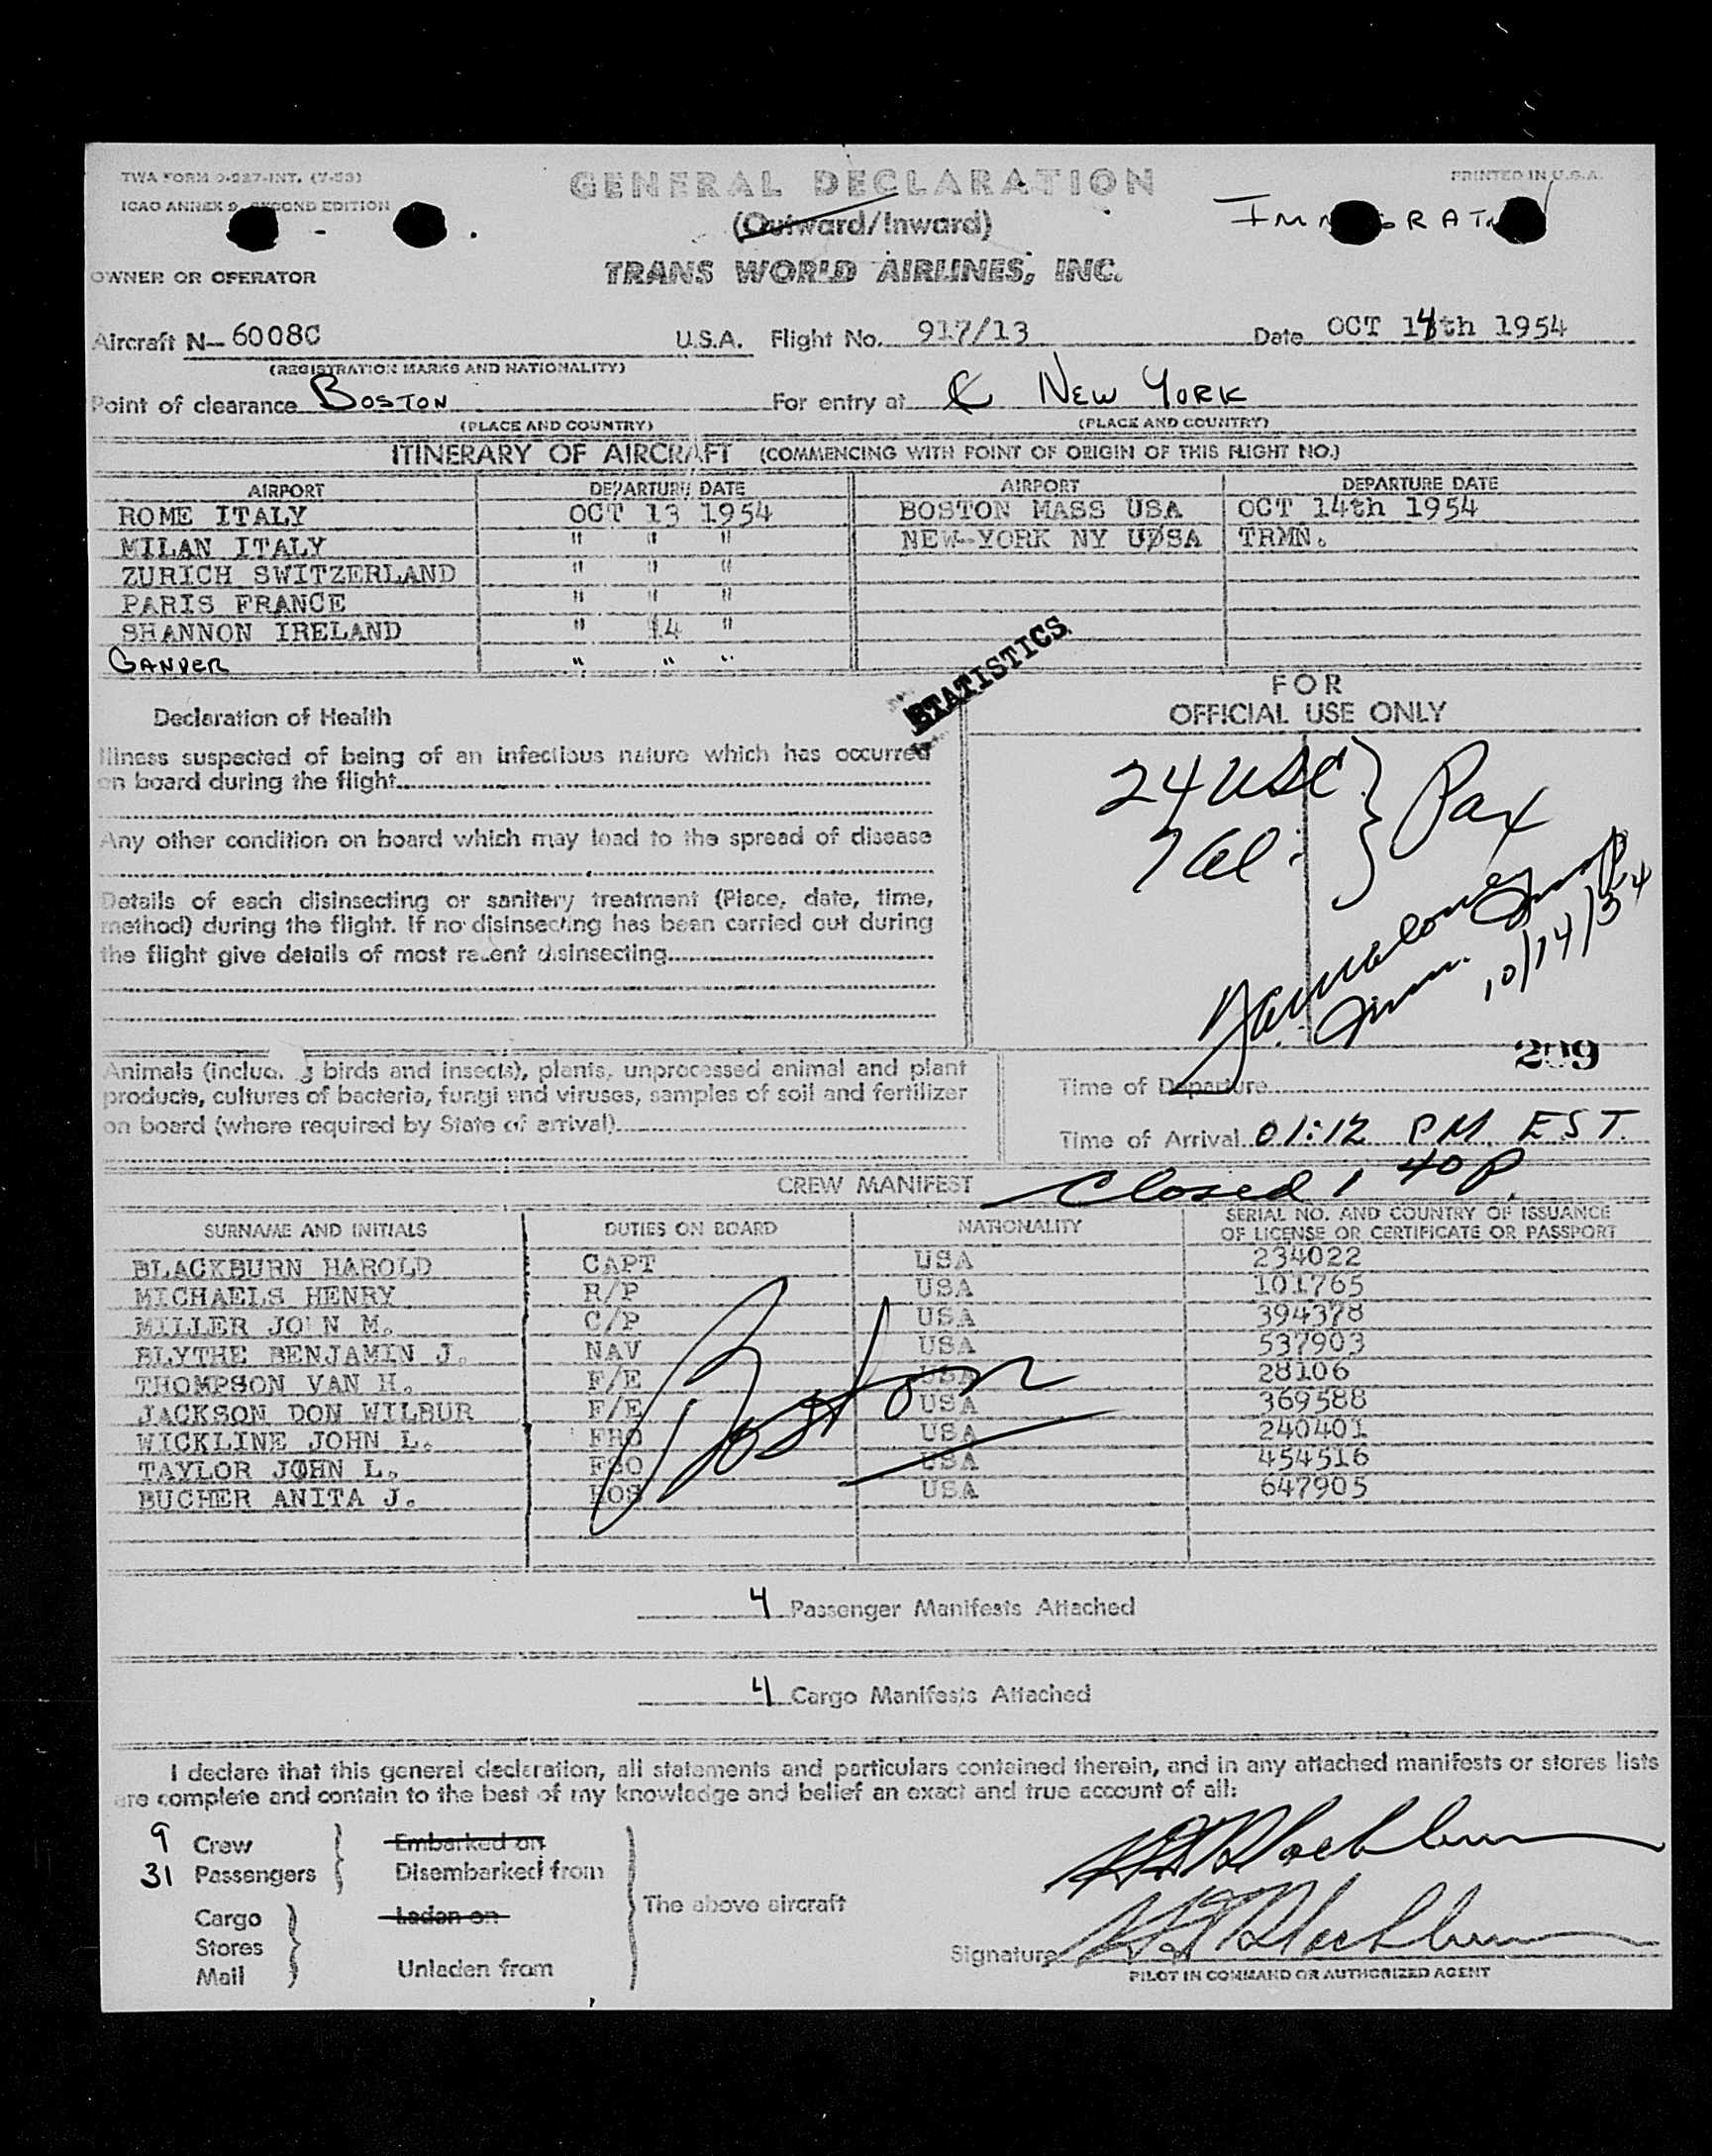 TWA FORM 0-927-INT. (7-53)
GENERAL DECLARATION
PRINTED IN U.S.A.
ICAO ANNEX 9, SECOND EDITION
(Outward/Inward)
OWNER OR OPERATOR
TRANS WORLD AIRLINES, INC.
Aircraft N- 6008C U.S.A. Flight No. 917/13 Date OCT 14th 1954
(REGISTRATION MARKS AND NATIONALITY)
Point of clearance BOSTON For entry at NEW YORK
(PLACE AND COUNTRY) (PLACE AND COUNTRY)
ITINERARY OF AIRCRAFT (COMMENCING WITH POINT OF ORIGIN OF THIS FLIGHT NO.)
AIRPORT DEPARTURE DATE AIRPORT DEPARTURE DATE
ROME ITALY OCT 13 1954 BOSTON MASS USA OCT 14th 1954
MILAN ITALY " " " NEW-YORK NY USA TRMN.
ZURICH SWITZERLAND " " "
PARIS FRANCE " " "
SHANNON IRELAND " 14 "
GANDER " " "
STATISTICS
FOR
OFFICIAL USE ONLY
Declaration of Health
Illness suspected of being of an infectious nature which has occurred
on board during the flight
Any other condition on board which may lead to the spread of disease
Details of each disinsecting or sanitary treatment (Place, date, time,
method) during the flight. If no disinsecting has been carried out during
the flight give details of most recent disinsecting
24 USC } Pax
7 al.
Imm. 10/14/54
Animals (including birds and insects), plants, unprocessed animal and plant
products, cultures of bacteria, fungi and viruses, samples of soil and fertilizer
on board (where required by State of arrival)
209
Time of Departure
Time of Arrival 01:12 PM EST.
Closed 1 40 P.
CREW MANIFEST
SURNAME AND INITIALS DUTIES ON BOARD NATIONALITY SERIAL NO. AND COUNTRY OF ISSUANCE
OF LICENSE OR CERTIFICATE OR PASSPORT
BLACKBURN HAROLD CAPT USA 234022
MICHAELS HENRY R/P USA 101765
MILLER JOHN M. C/P USA 394378
BLYTHE BENJAMIN J. NAV USA 537903
THOMPSON VAN H. F/E USA 28106
JACKSON DON WILBUR F/E USA 369588
WICKLINE JOHN L. FHO USA 240401
TAYLOR JOHN L. FSO USA 454516
BUCHER ANITA J. HOS USA 647905
Boston
4 Passenger Manifests Attached
4 Cargo Manifests Attached
I declare that this general declaration, all statements and particulars contained therein, and in any attached manifests or stores lists
are complete and contain to the best of my knowledge and belief an exact and true account of all:
9 Crew Embarked on
31 Passengers Disembarked from
The above aircraft
Cargo Laden on
Stores
Mail Unladen from
H F Blackburn
Signature H F Blackburn
PILOT IN COMMAND OR AUTHORIZED AGENT